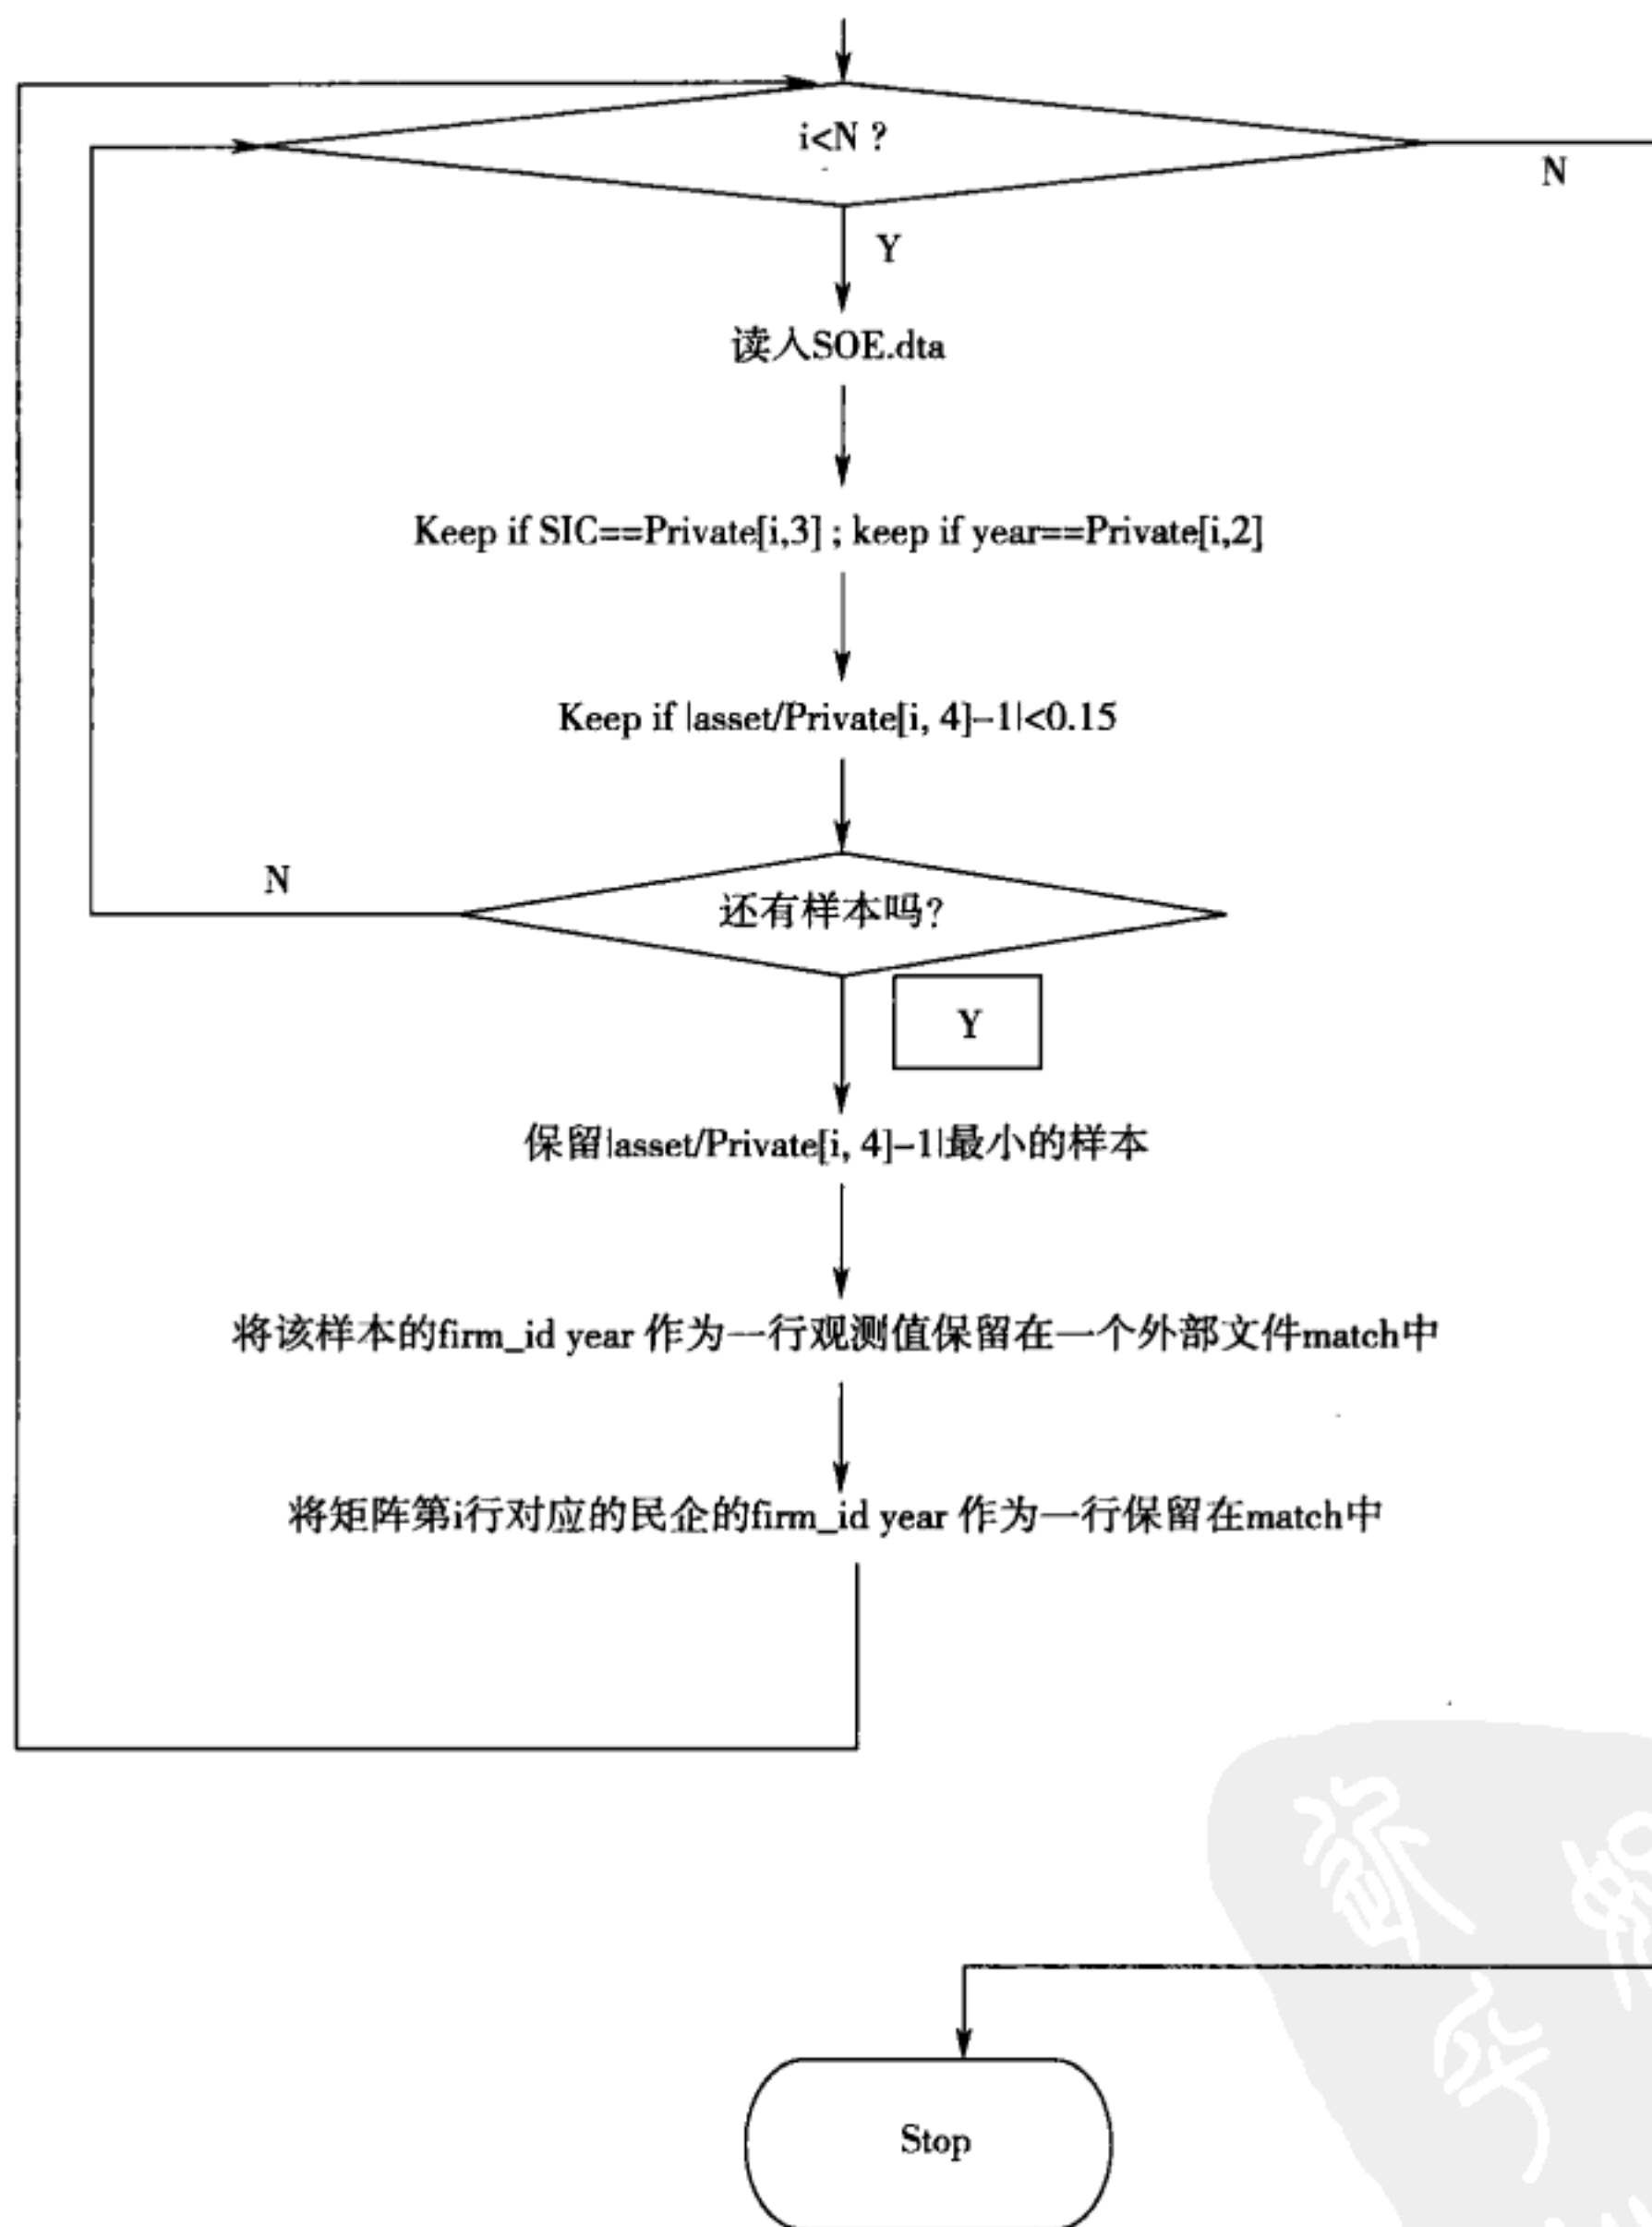 i<N ?
N
Y
读入SOE.dta
Keep if SIC==Private[i,3] ; keep if year==Private[i,2]
Keep if |asset/Private[i, 4]–1|<0.15
N
还有样本吗?
Y
保留|asset/Private[i, 4]–1|最小的样本
将该样本的firm_id year 作为一行观测值保留在一个外部文件match中
将矩阵第i行对应的民企的firm_id year 作为一行保留在match中
Stop